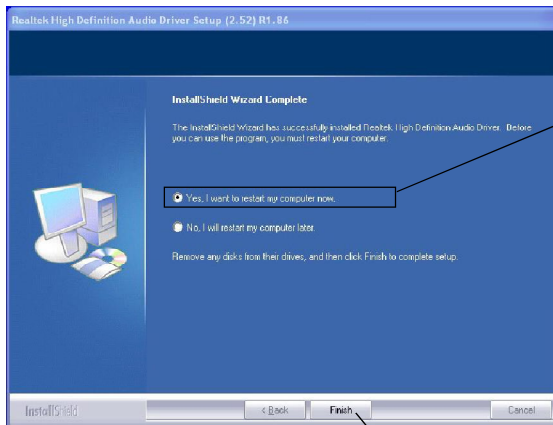 Realtek High Definition Audio Driver Setup (2.52) R1.86
InstallShield Wizard Complete
The InstallShield Wizard has successfully installed Realtek High Definition Audio Driver. Before
you can use the program, you must restart your computer.
Yes, I want to restart my computer now.
No, I will restart my computer later.
Remove any disks from their drives, and then click Finish to complete setup.
InstallShield
< Back
Finish
Cancel